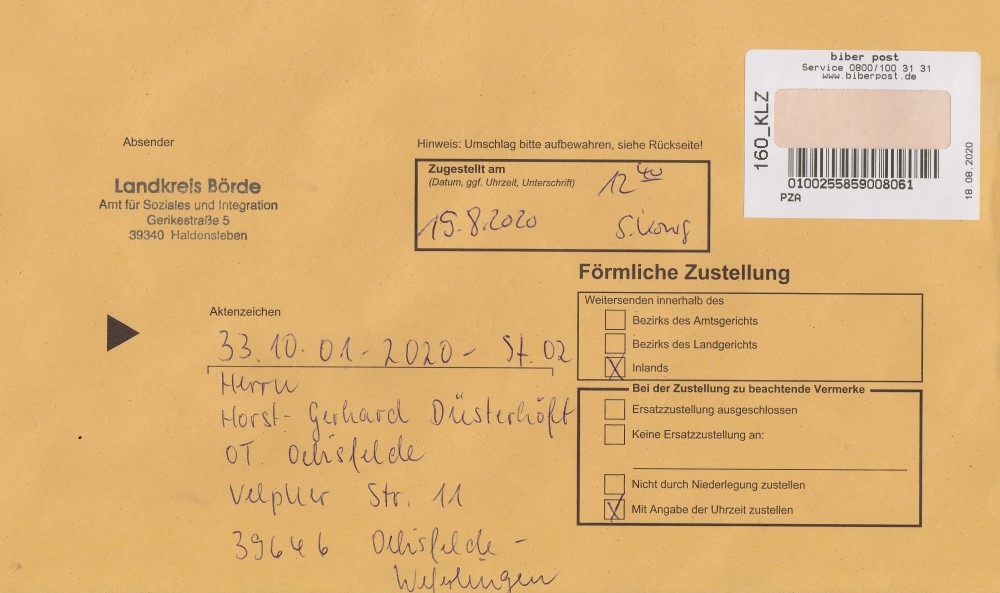 biber post
Service 0800/100 31 31
www.biberpost.de
160_KLZ
0100255859008061
PZA
18.08.2020
Absender
Landkreis Börde
Amt für Soziales und Integration
Gerikestraße 5
39340 Haldensleben
Hinweis: Umschlag bitte aufbewahren, siehe Rückseite!
Zugestellt am
(Datum, ggf. Uhrzeit, Unterschrift)
12 40
19.8.2020
Förmliche Zustellung
Weitersenden innerhalb des
Bezirks des Amtsgerichts
Bezirks des Landgerichts
X Inlands
Bei der Zustellung zu beachtende Vermerke
Ersatzzustellung ausgeschlossen
Keine Ersatzzustellung an:
Nicht durch Niederlegung zustellen
X Mit Angabe der Uhrzeit zustellen
Aktenzeichen
33.10.01-2020- St.02
Herrn
Horst-Gerhard Düsterhöft
OT Oebisfelde
Velpker Str. 11
39646 Oebisfelde-
Weferlingen